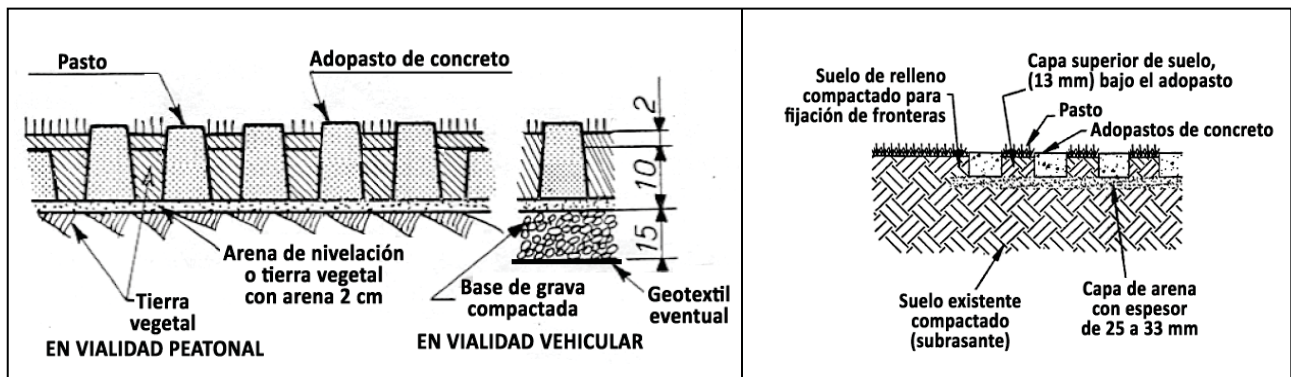 Pasto
Adopasto de concreto
2
10
15
Arena de nivelación
o tierra vegetal
con arena 2 cm
Tierra
vegetal
EN VIALIDAD PEATONAL
Base de grava
compactada
Geotextil
eventual
EN VIALIDAD VEHICULAR
Suelo de relleno
compactado para
fijación de fronteras
Capa superior de suelo,
(13 mm) bajo el adopasto
Pasto
Adopastos de concreto
Suelo existente
compactado
(subrasante)
Capa de arena
con espesor
de 25 a 33 mm